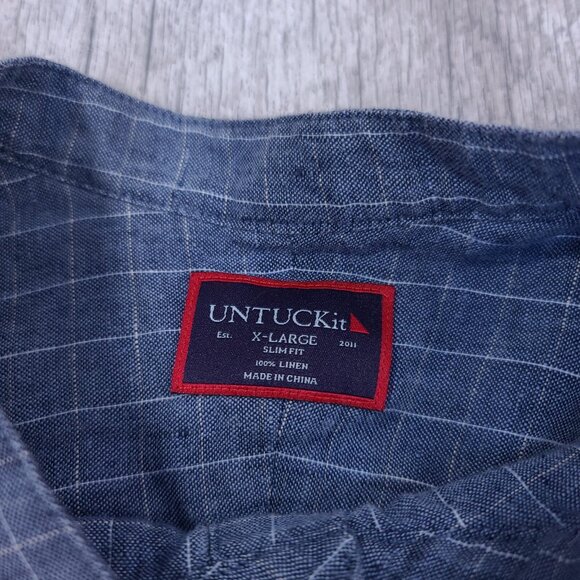 UNTUCKit
Est. X-LARGE 2011
SLIM FIT
100% LINEN
MADE IN CHINA